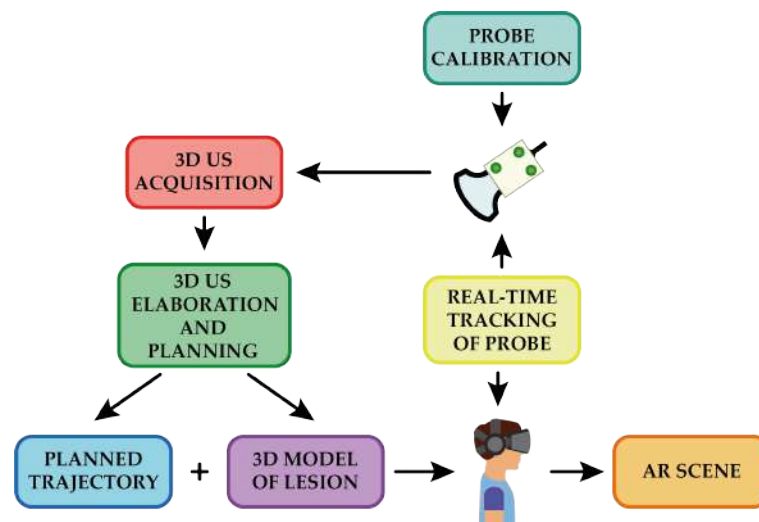 PROBE
CALIBRATION
3D US
ACQUISITION
3D US
ELABORATION
AND
PLANNING
REAL-TIME
TRACKING
OF PROBE
PLANNED
TRAJECTORY
+
3D MODEL
OF LESION
AR SCENE